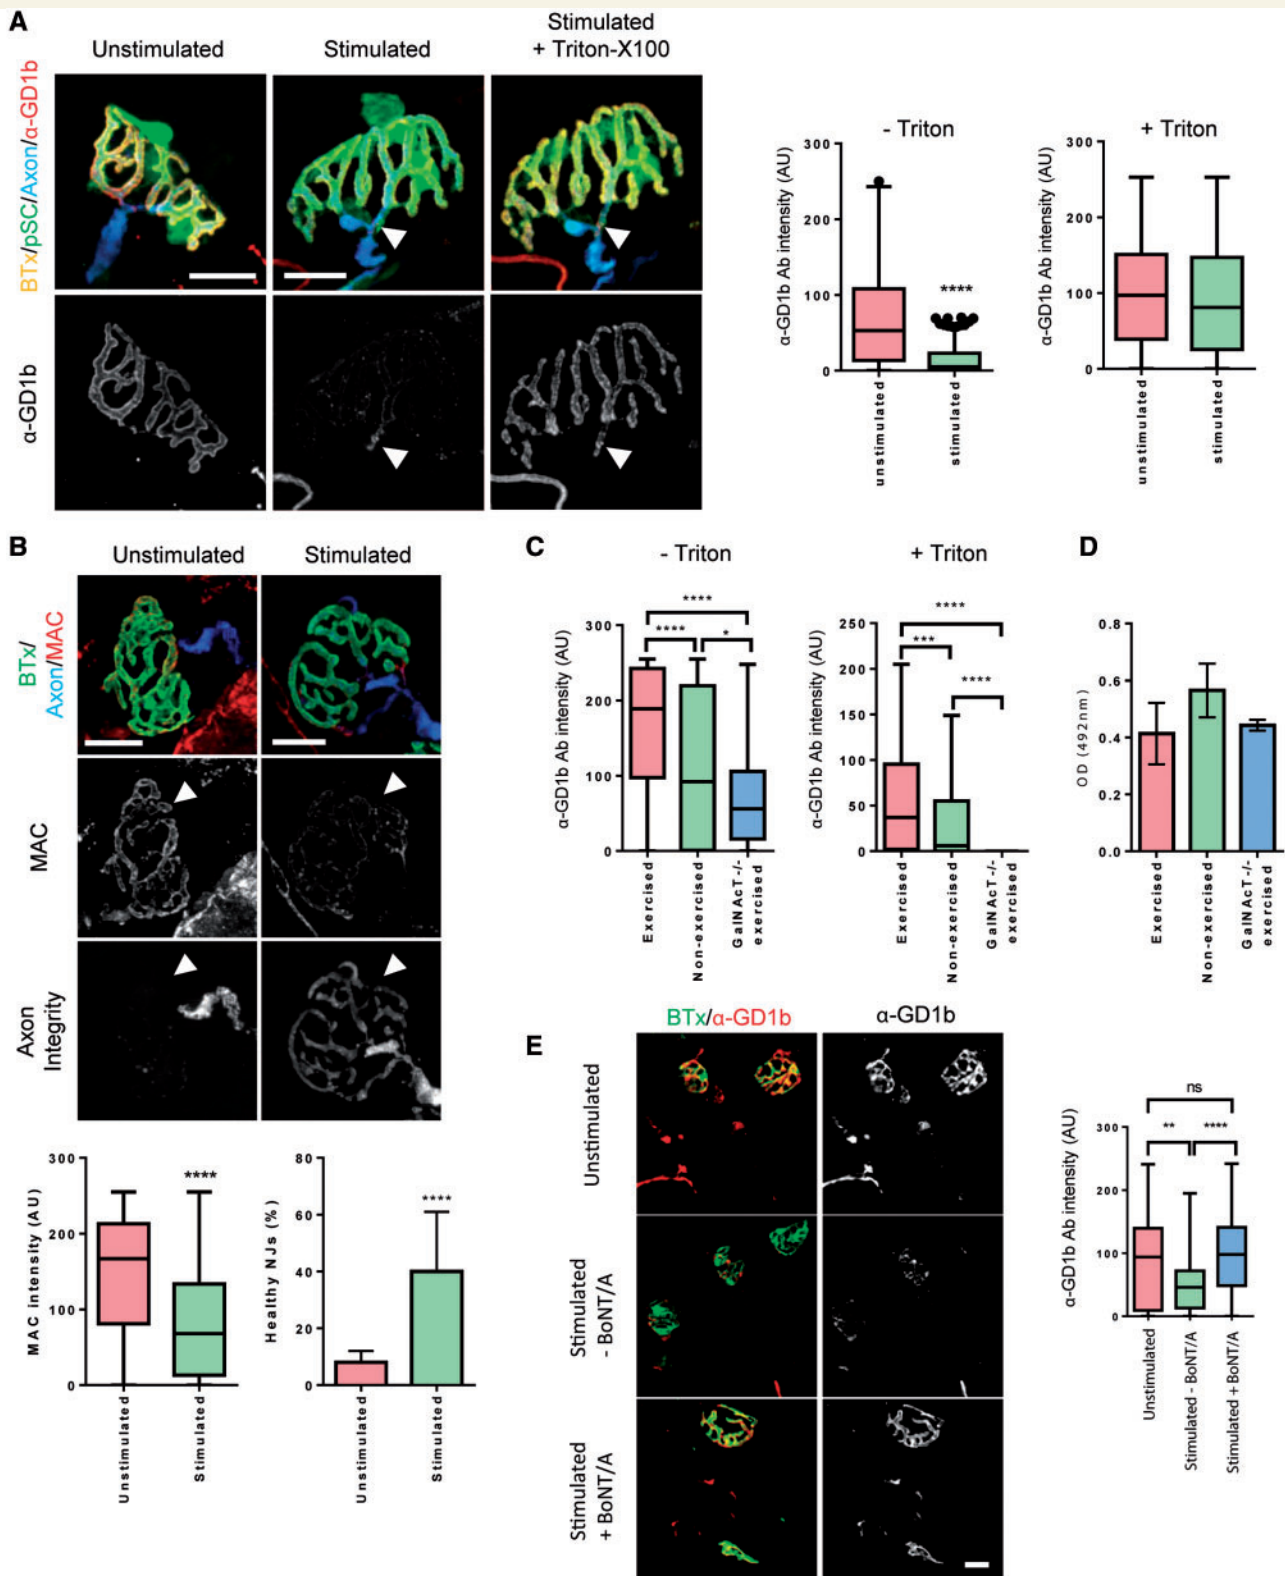 A
Unstimulated
Stimulated
Stimulated
+ Triton-X100
BTx/pSC/Axon/α-GD1b
α-GD1b
- Triton
α-GD1b Ab intensity (AU)
300
200
100
0
****
unstimulated
stimulated
+ Triton
α-GD1b Ab intensity (AU)
300
200
100
0
unstimulated
stimulated
B
Unstimulated
Stimulated
BTx/
Axon/MAC
MAC
Axon
Integrity
MAC intensity (AU)
300
200
100
0
****
Unstimulated
Stimulated
Healthy NJs (%)
80
60
40
20
0
****
Unstimulated
Stimulated
C
- Triton
α-GD1b Ab intensity (AU)
300
200
100
0
****
****
*
Exercised
Non-exercised
GalNAcT-/-
exercised
+ Triton
α-GD1b Ab intensity (AU)
250
200
150
100
50
0
****
***
****
Exercised
Non-exercised
GalNAcT-/-
exercised
D
OD (492nm)
0.8
0.6
0.4
0.2
0.0
Exercised
Non-exercised
GalNAcT-/-
exercised
E
BTx/α-GD1b
α-GD1b
Unstimulated
Stimulated
- BoNT/A
Stimulated
+ BoNT/A
α-GD1b Ab intensity (AU)
300
200
100
0
ns
**
****
Unstimulated
Stimulated - BoNT/A
Stimulated + BoNT/A